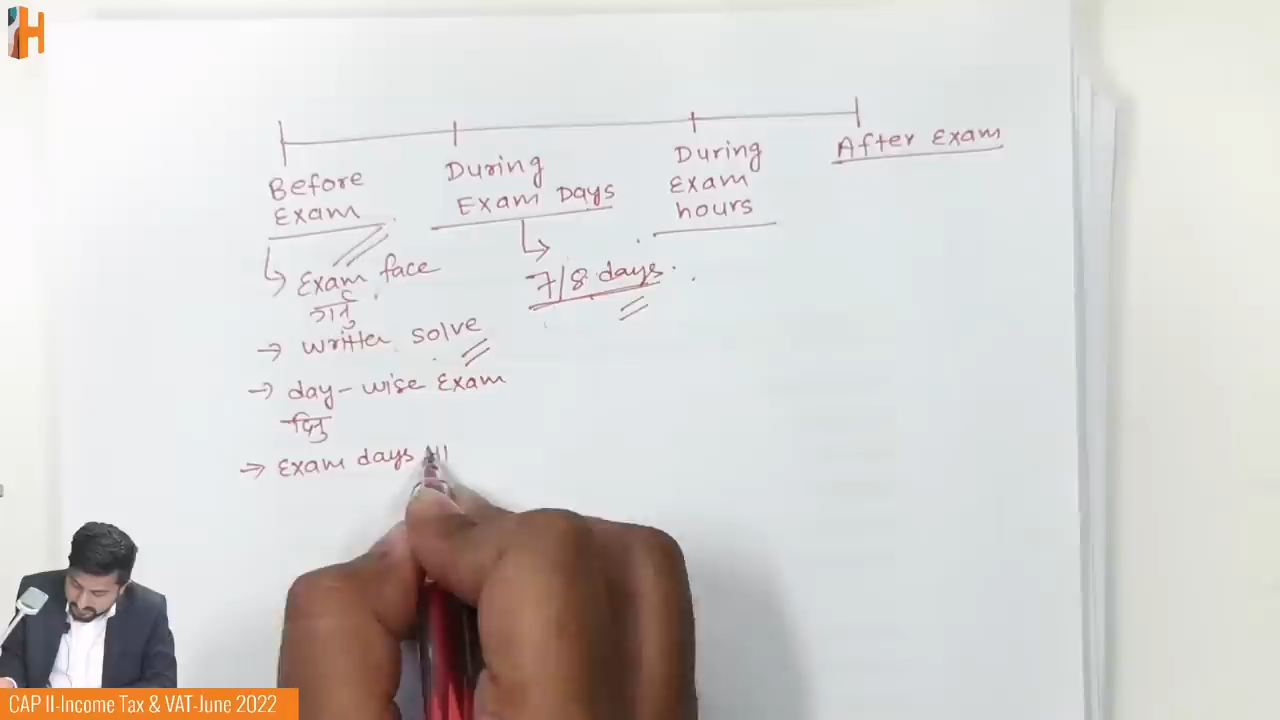 H
Before
Exam
During
Exam Days
During
Exam
hours
After Exam
Exam face
गर्नु
7/8 days.
written solve
day-wise Exam
दिनु
Exam days
CAP II-Income Tax & VAT-June 2022